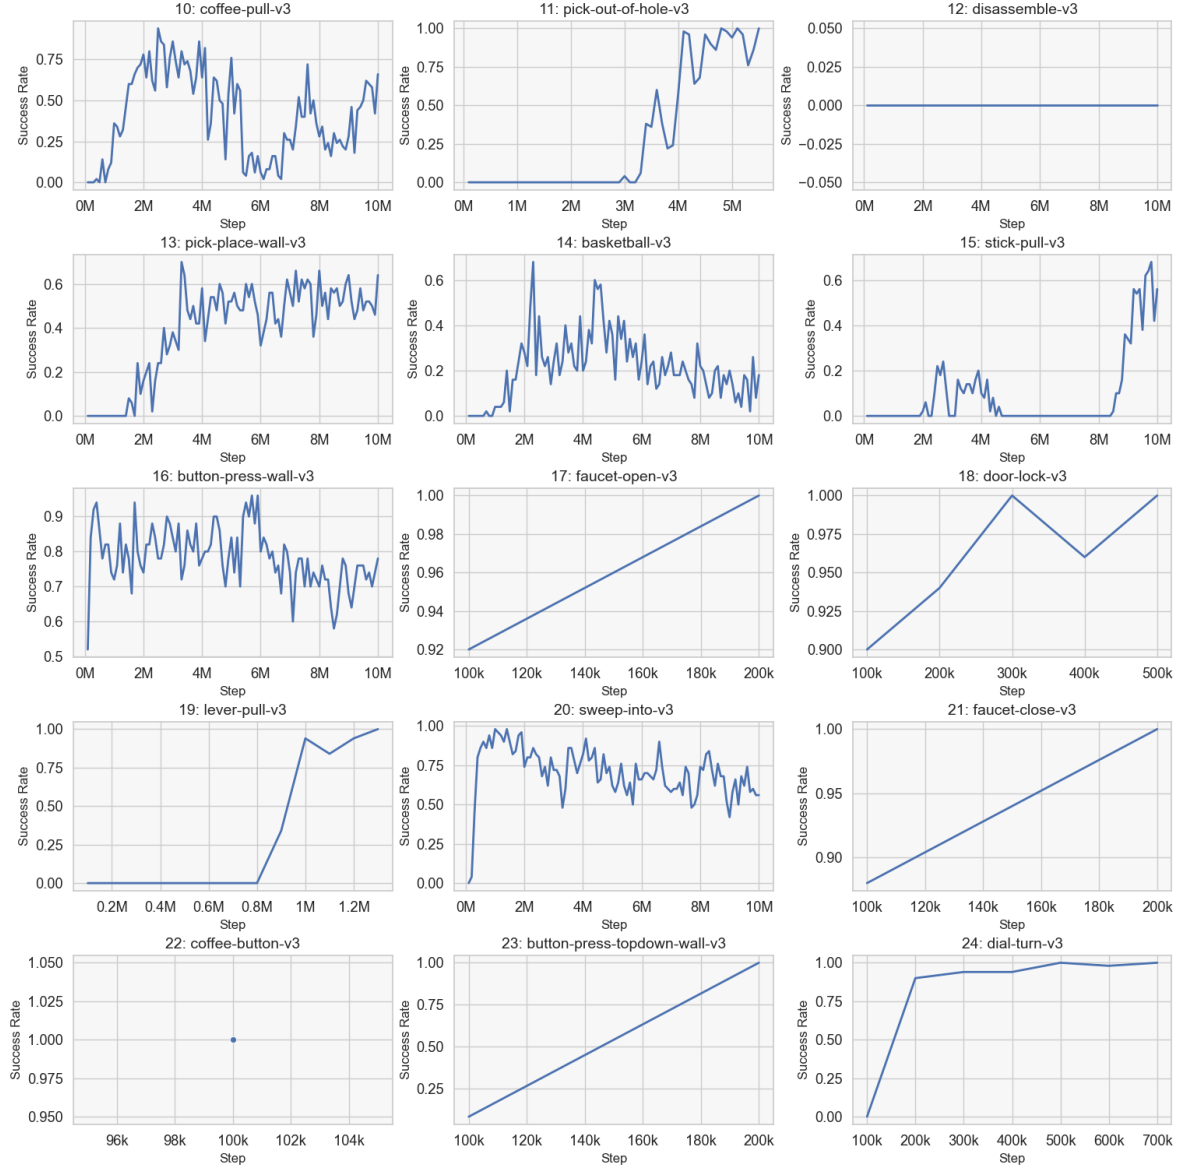 10: coffee-pull-v3
11: pick-out-of-hole-v3
12: disassemble-v3
Success Rate
0.75
0.50
0.25
0.00
0M 2M 4M 6M 8M 10M
Step
Success Rate
1.00
0.75
0.50
0.25
0.00
0M 1M 2M 3M 4M 5M
Step
Success Rate
0.050
0.025
0.000
−0.025
−0.050
0M 2M 4M 6M 8M 10M
Step
13: pick-place-wall-v3
14: basketball-v3
15: stick-pull-v3
Success Rate
0.6
0.4
0.2
0.0
0M 2M 4M 6M 8M 10M
Step
Success Rate
0.6
0.4
0.2
0.0
0M 2M 4M 6M 8M 10M
Step
Success Rate
0.6
0.4
0.2
0.0
0M 2M 4M 6M 8M 10M
Step
16: button-press-wall-v3
17: faucet-open-v3
18: door-lock-v3
Success Rate
0.9
0.8
0.7
0.6
0.5
0M 2M 4M 6M 8M 10M
Step
Success Rate
1.00
0.98
0.96
0.94
0.92
100k 120k 140k 160k 180k 200k
Step
Success Rate
1.000
0.975
0.950
0.925
0.900
100k 200k 300k 400k 500k
Step
19: lever-pull-v3
20: sweep-into-v3
21: faucet-close-v3
Success Rate
1.00
0.75
0.50
0.25
0.00
0.2M 0.4M 0.6M 0.8M 1M 1.2M
Step
Success Rate
1.00
0.75
0.50
0.25
0.00
0M 2M 4M 6M 8M 10M
Step
Success Rate
1.00
0.95
0.90
100k 120k 140k 160k 180k 200k
Step
22: coffee-button-v3
23: button-press-topdown-wall-v3
24: dial-turn-v3
Success Rate
1.050
1.025
1.000
0.975
0.950
96k 98k 100k 102k 104k
Step
Success Rate
1.00
0.75
0.50
0.25
100k 120k 140k 160k 180k 200k
Step
Success Rate
1.00
0.75
0.50
0.25
0.00
100k 200k 300k 400k 500k 600k 700k
Step